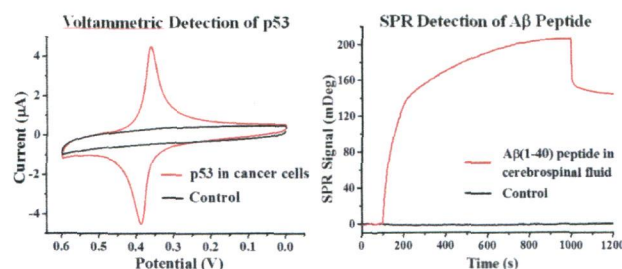 Voltammetric Detection of p53
Current (μA)
4
2
0
-2
-4
p53 in cancer cells
Control
0.6
0.5
0.4
0.3
0.2
0.1
0.0
Potential (V)
SPR Detection of Aβ Peptide
SPR Signal (mDeg)
200
160
120
80
40
0
Aβ(1-40) peptide in
cerebrospinal fluid
Control
0
200
400
600
800
1000
1200
Time (s)